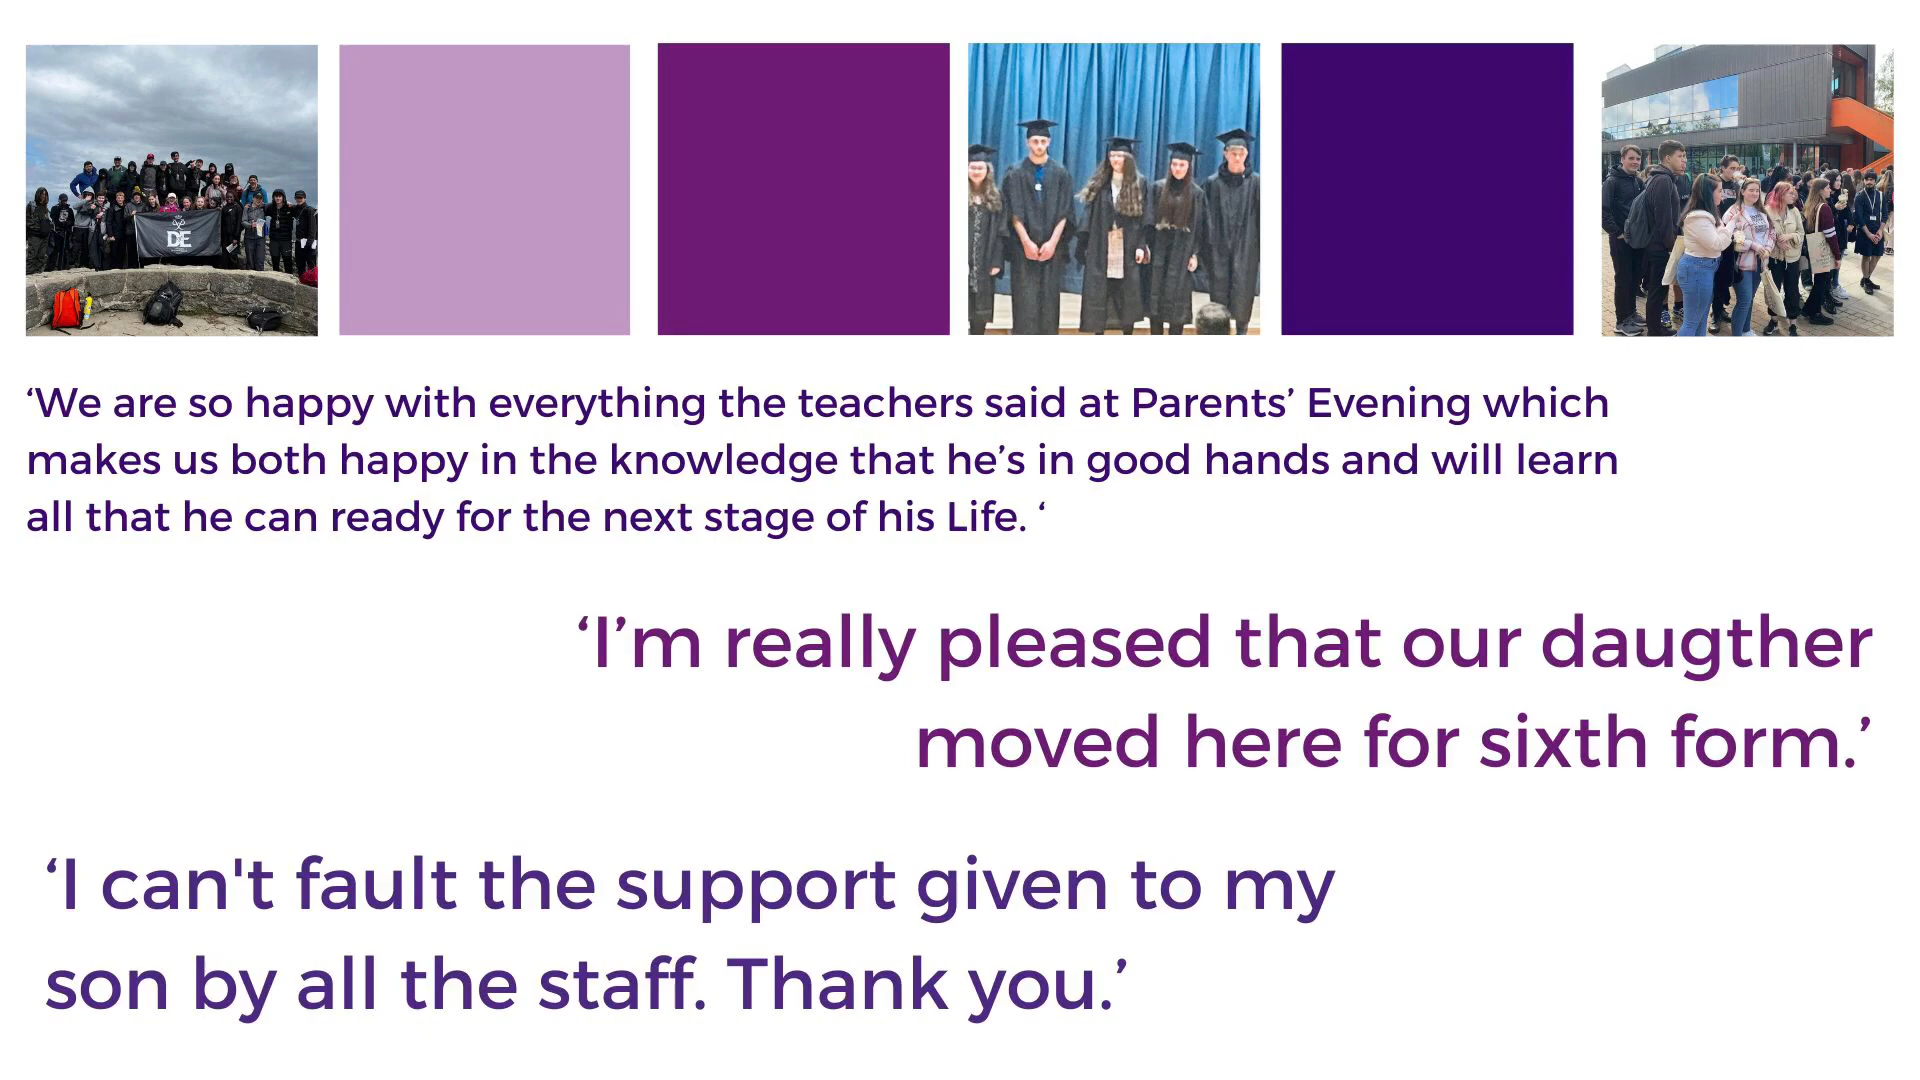 DE
‘We are so happy with everything the teachers said at Parents’ Evening which
makes us both happy in the knowledge that he’s in good hands and will learn
all that he can ready for the next stage of his Life. ‘
‘I’m really pleased that our daugther
moved here for sixth form.’
‘I can't fault the support given to my
son by all the staff. Thank you.’